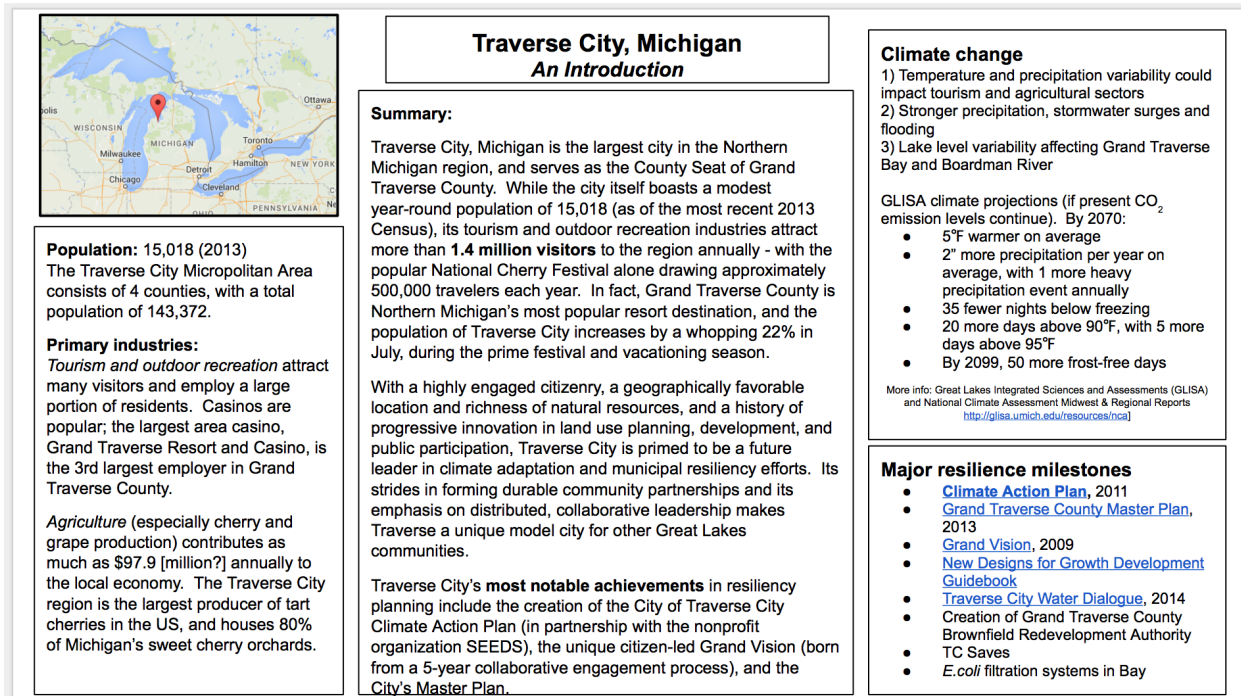 Ottawa
olis
WISCONSIN
MICHIGAN
Toronto
Milwaukee
Hamilton
NEW YORK
Detroit
Chicago
Cleveland
PENNSYLVANIA
OHIO
Ne
Population: 15,018 (2013)
The Traverse City Micropolitan Area
consists of 4 counties, with a total
population of 143,372.
Primary industries:
Tourism and outdoor recreation attract
many visitors and employ a large
portion of residents.  Casinos are
popular; the largest area casino,
Grand Traverse Resort and Casino, is
the 3rd largest employer in Grand
Traverse County.
Agriculture (especially cherry and
grape production) contributes as
much as $97.9 [million?] annually to
the local economy.  The Traverse City
region is the largest producer of tart
cherries in the US, and houses 80%
of Michigan’s sweet cherry orchards.
Traverse City, Michigan
An Introduction
Summary:
Traverse City, Michigan is the largest city in the Northern
Michigan region, and serves as the County Seat of Grand
Traverse County.  While the city itself boasts a modest
year-round population of 15,018 (as of the most recent 2013
Census), its tourism and outdoor recreation industries attract
more than 1.4 million visitors to the region annually - with the
popular National Cherry Festival alone drawing approximately
500,000 travelers each year.  In fact, Grand Traverse County is
Northern Michigan’s most popular resort destination, and the
population of Traverse City increases by a whopping 22% in
July, during the prime festival and vacationing season.
With a highly engaged citizenry, a geographically favorable
location and richness of natural resources, and a history of
progressive innovation in land use planning, development, and
public participation, Traverse City is primed to be a future
leader in climate adaptation and municipal resiliency efforts.  Its
strides in forming durable community partnerships and its
emphasis on distributed, collaborative leadership makes
Traverse a unique model city for other Great Lakes
communities.
Traverse City’s most notable achievements in resiliency
planning include the creation of the City of Traverse City
Climate Action Plan (in partnership with the nonprofit
organization SEEDS), the unique citizen-led Grand Vision (born
from a 5-year collaborative engagement process), and the
City’s Master Plan.
Climate change
1) Temperature and precipitation variability could
impact tourism and agricultural sectors
2) Stronger precipitation, stormwater surges and
flooding
3) Lake level variability affecting Grand Traverse
Bay and Boardman River
GLISA climate projections (if present CO2
emission levels continue).  By 2070:
● 5°F warmer on average
● 2” more precipitation per year on
average, with 1 more heavy
precipitation event annually
● 35 fewer nights below freezing
● 20 more days above 90°F, with 5 more
days above 95°F
● By 2099, 50 more frost-free days
More info: Great Lakes Integrated Sciences and Assessments (GLISA)
and National Climate Assessment Midwest & Regional Reports
http://glisa.umich.edu/resources/nca]
Major resilience milestones
● Climate Action Plan, 2011
● Grand Traverse County Master Plan,
2013
● Grand Vision, 2009
● New Designs for Growth Development
Guidebook
● Traverse City Water Dialogue, 2014
● Creation of Grand Traverse County
Brownfield Redevelopment Authority
● TC Saves
● E.coli filtration systems in Bay